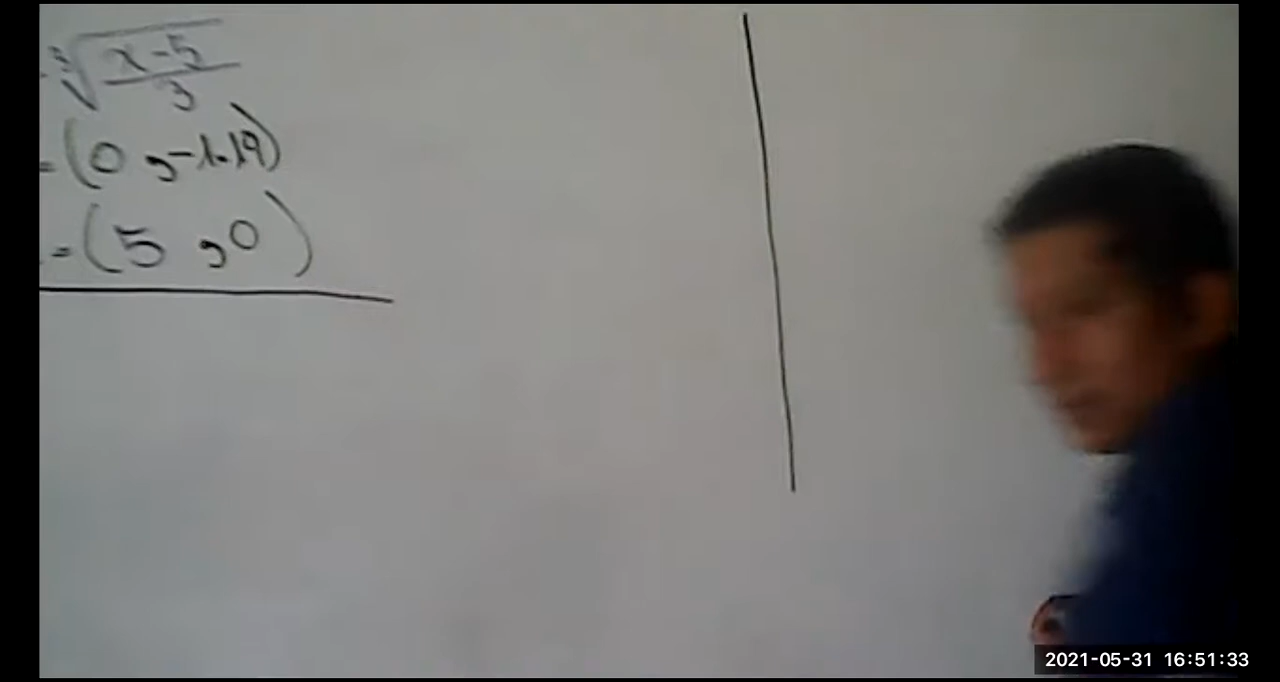 ∛((x-5)/3)
=(0,-1.19)
=(5,0)
2021-05-31 16:51:33